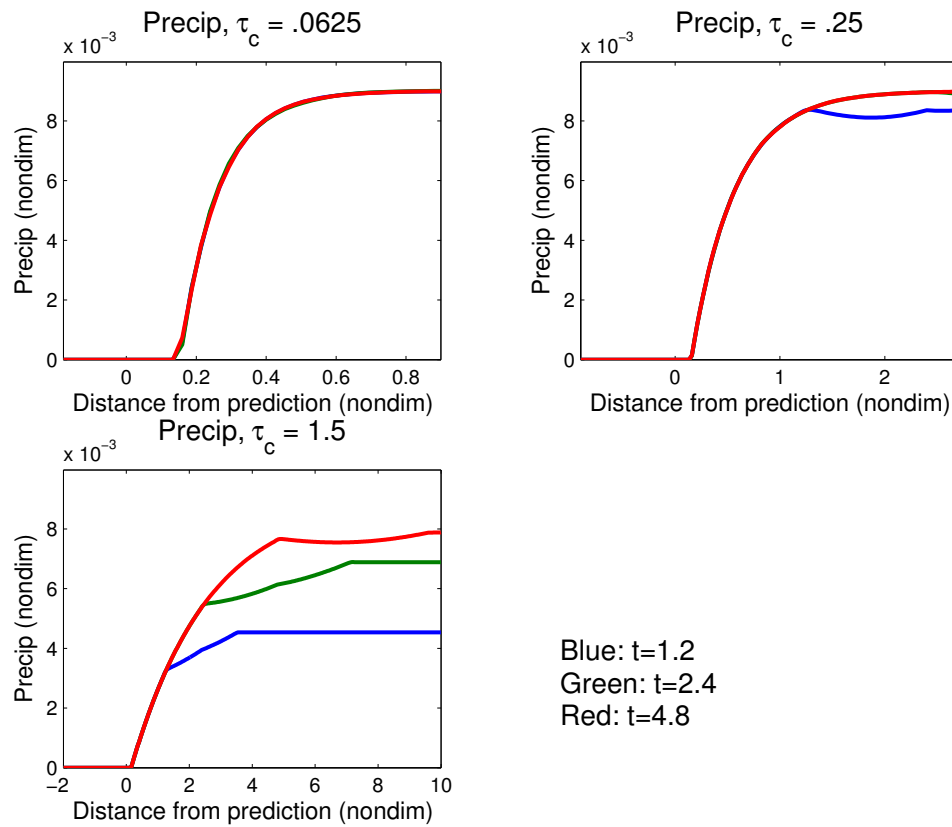 Precip, τc = .0625
x 10−3
8
6
4
2
0
Precip (nondim)
0 0.2 0.4 0.6 0.8
Distance from prediction (nondim)
Precip, τc = .25
x 10−3
8
6
4
2
0
Precip (nondim)
0 1 2
Distance from prediction (nondim)
Precip, τc = 1.5
x 10−3
8
6
4
2
0
Precip (nondim)
−2 0 2 4 6 8 10
Distance from prediction (nondim)
Blue: t=1.2
Green: t=2.4
Red: t=4.8